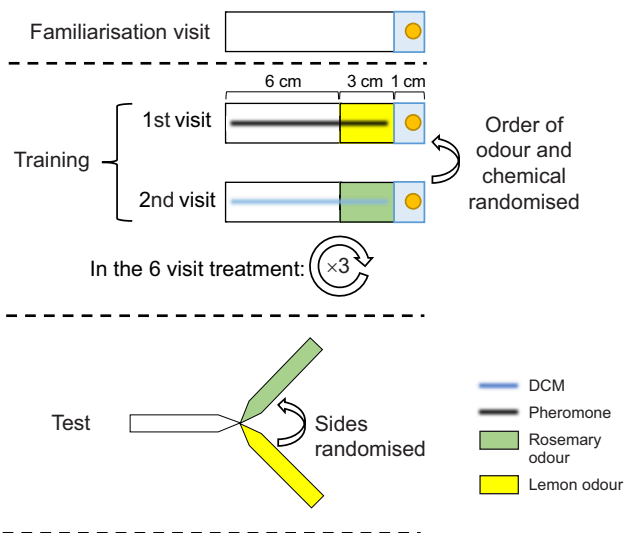 Familiarisation visit
6 cm 3 cm 1 cm
1st visit
Training
2nd visit
Order of
odour and
chemical
randomised
In the 6 visit treatment:
×3
Test
Sides
randomised
DCM
Pheromone
Rosemary
odour
Lemon odour